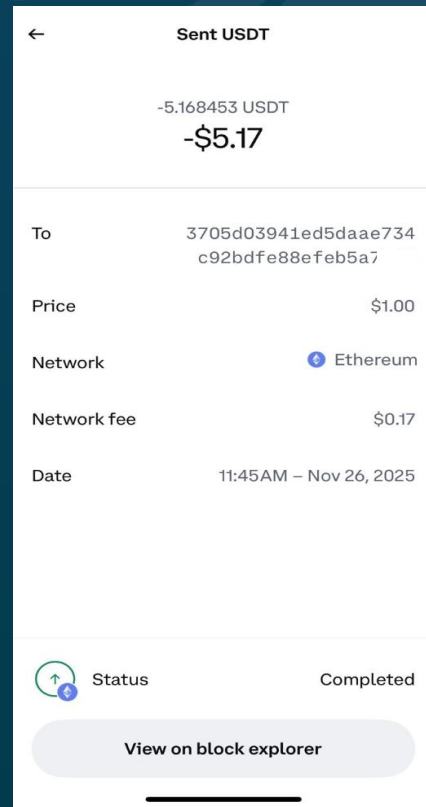 ← Sent USDT
-5.168453 USDT
-$5.17
To 3705d03941ed5daae734
c92bdfe88efeb5a7
Price $1.00
Network Ethereum
Network fee $0.17
Date 11:45AM – Nov 26, 2025
Status Completed
View on block explorer